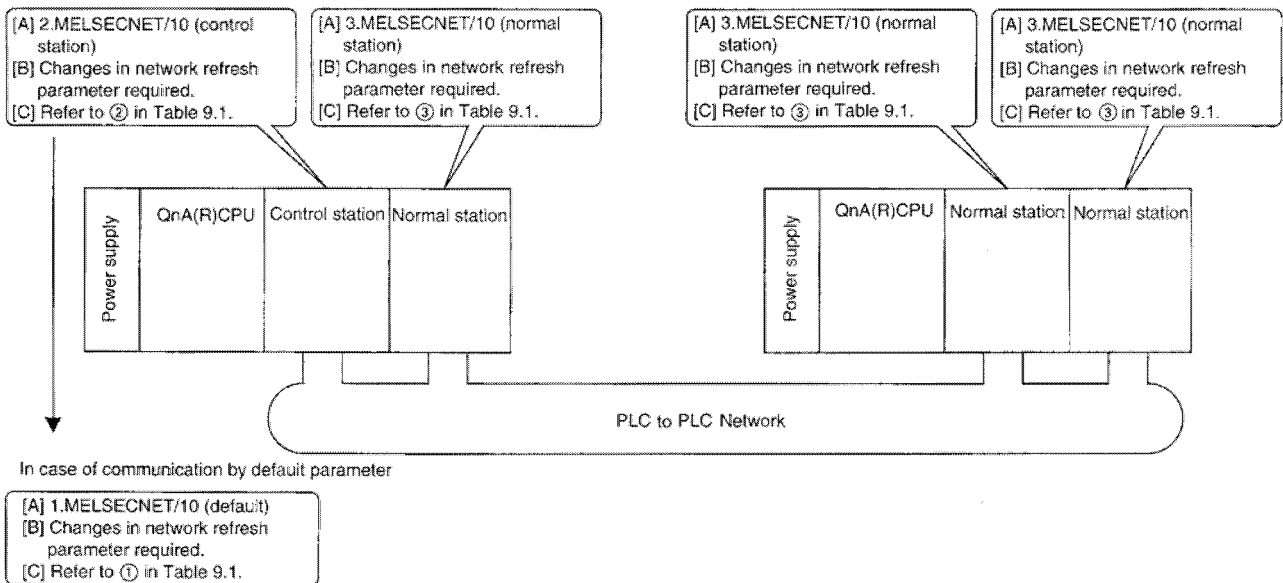 [A] 2.MELSECNET/10 (control
station)
[B] Changes in network refresh
parameter required.
[C] Refer to ② in Table 9.1.
[A] 3.MELSECNET/10 (normal
station)
[B] Changes in network refresh
parameter required.
[C] Refer to ③ in Table 9.1.
[A] 3.MELSECNET/10 (normal
station)
[B] Changes in network refresh
parameter required.
[C] Refer to ③ in Table 9.1.
[A] 3.MELSECNET/10 (normal
station)
[B] Changes in network refresh
parameter required.
[C] Refer to ③ in Table 9.1.
Power supply
QnA(R)CPU
Control station
Normal station
Power supply
QnA(R)CPU
Normal station
Normal station
PLC to PLC Network
In case of communication by default parameter
[A] 1.MELSECNET/10 (default)
[B] Changes in network refresh
parameter required.
[C] Refer to ① in Table 9.1.